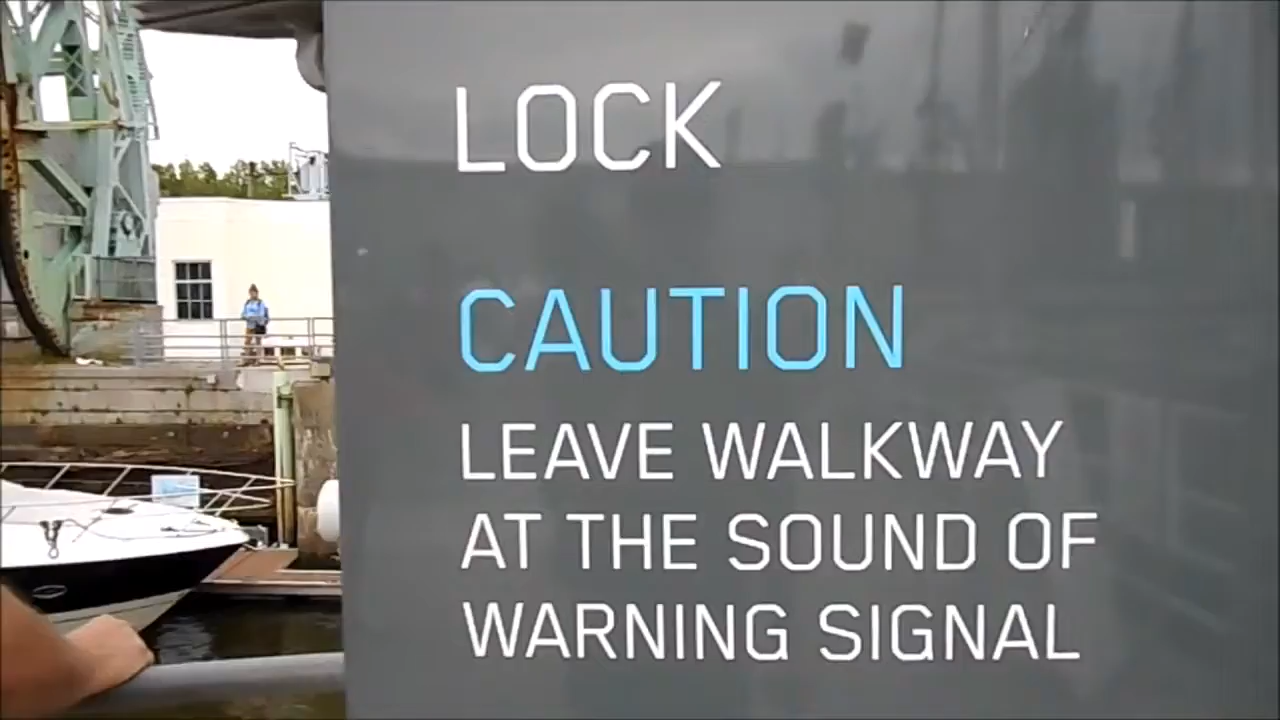 LOCK
CAUTION
LEAVE WALKWAY
AT THE SOUND OF
WARNING SIGNAL